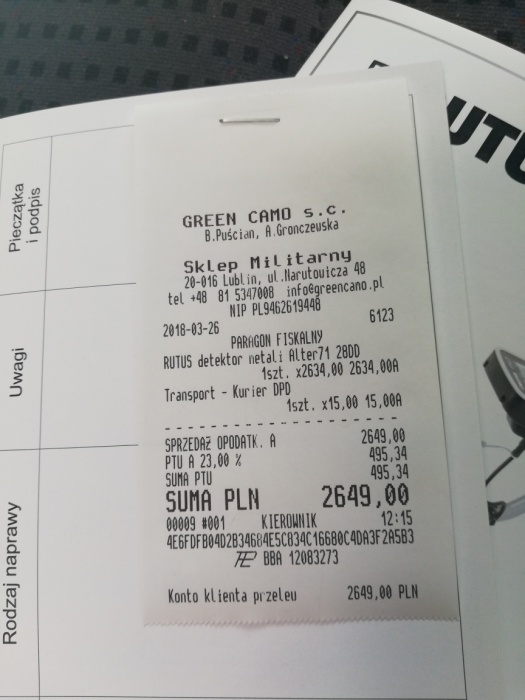 Pieczątka
i podpis
Uwagi
Rodzaj naprawy
GREEN CAMO s.c.
B.Puścian, A.Gronczewska
Sklep Militarny
20-016 Lublin, ul.Narutowicza 48
tel +48 81 5347008 info@greencamo.pl
NIP PL9462619448
2018-03-26 6123
PARAGON FISKALNY
RUTUS detektor metali Alter71 28DD
1szt. x2634,00 2634,00A
Transport - Kurier DPD
1szt. x15,00 15,00A
SPRZEDAŻ OPODATK. A 2649,00
PTU A 23,00 % 495,34
SUMA PTU 495,34
SUMA PLN 2649,00
00009 #001 KIEROWNIK 12:15
4E6FDFB04D2B34684E5C834C16680C4DA3F2A5B3
BBA 12083273
Konto klienta przelew 2649,00 PLN